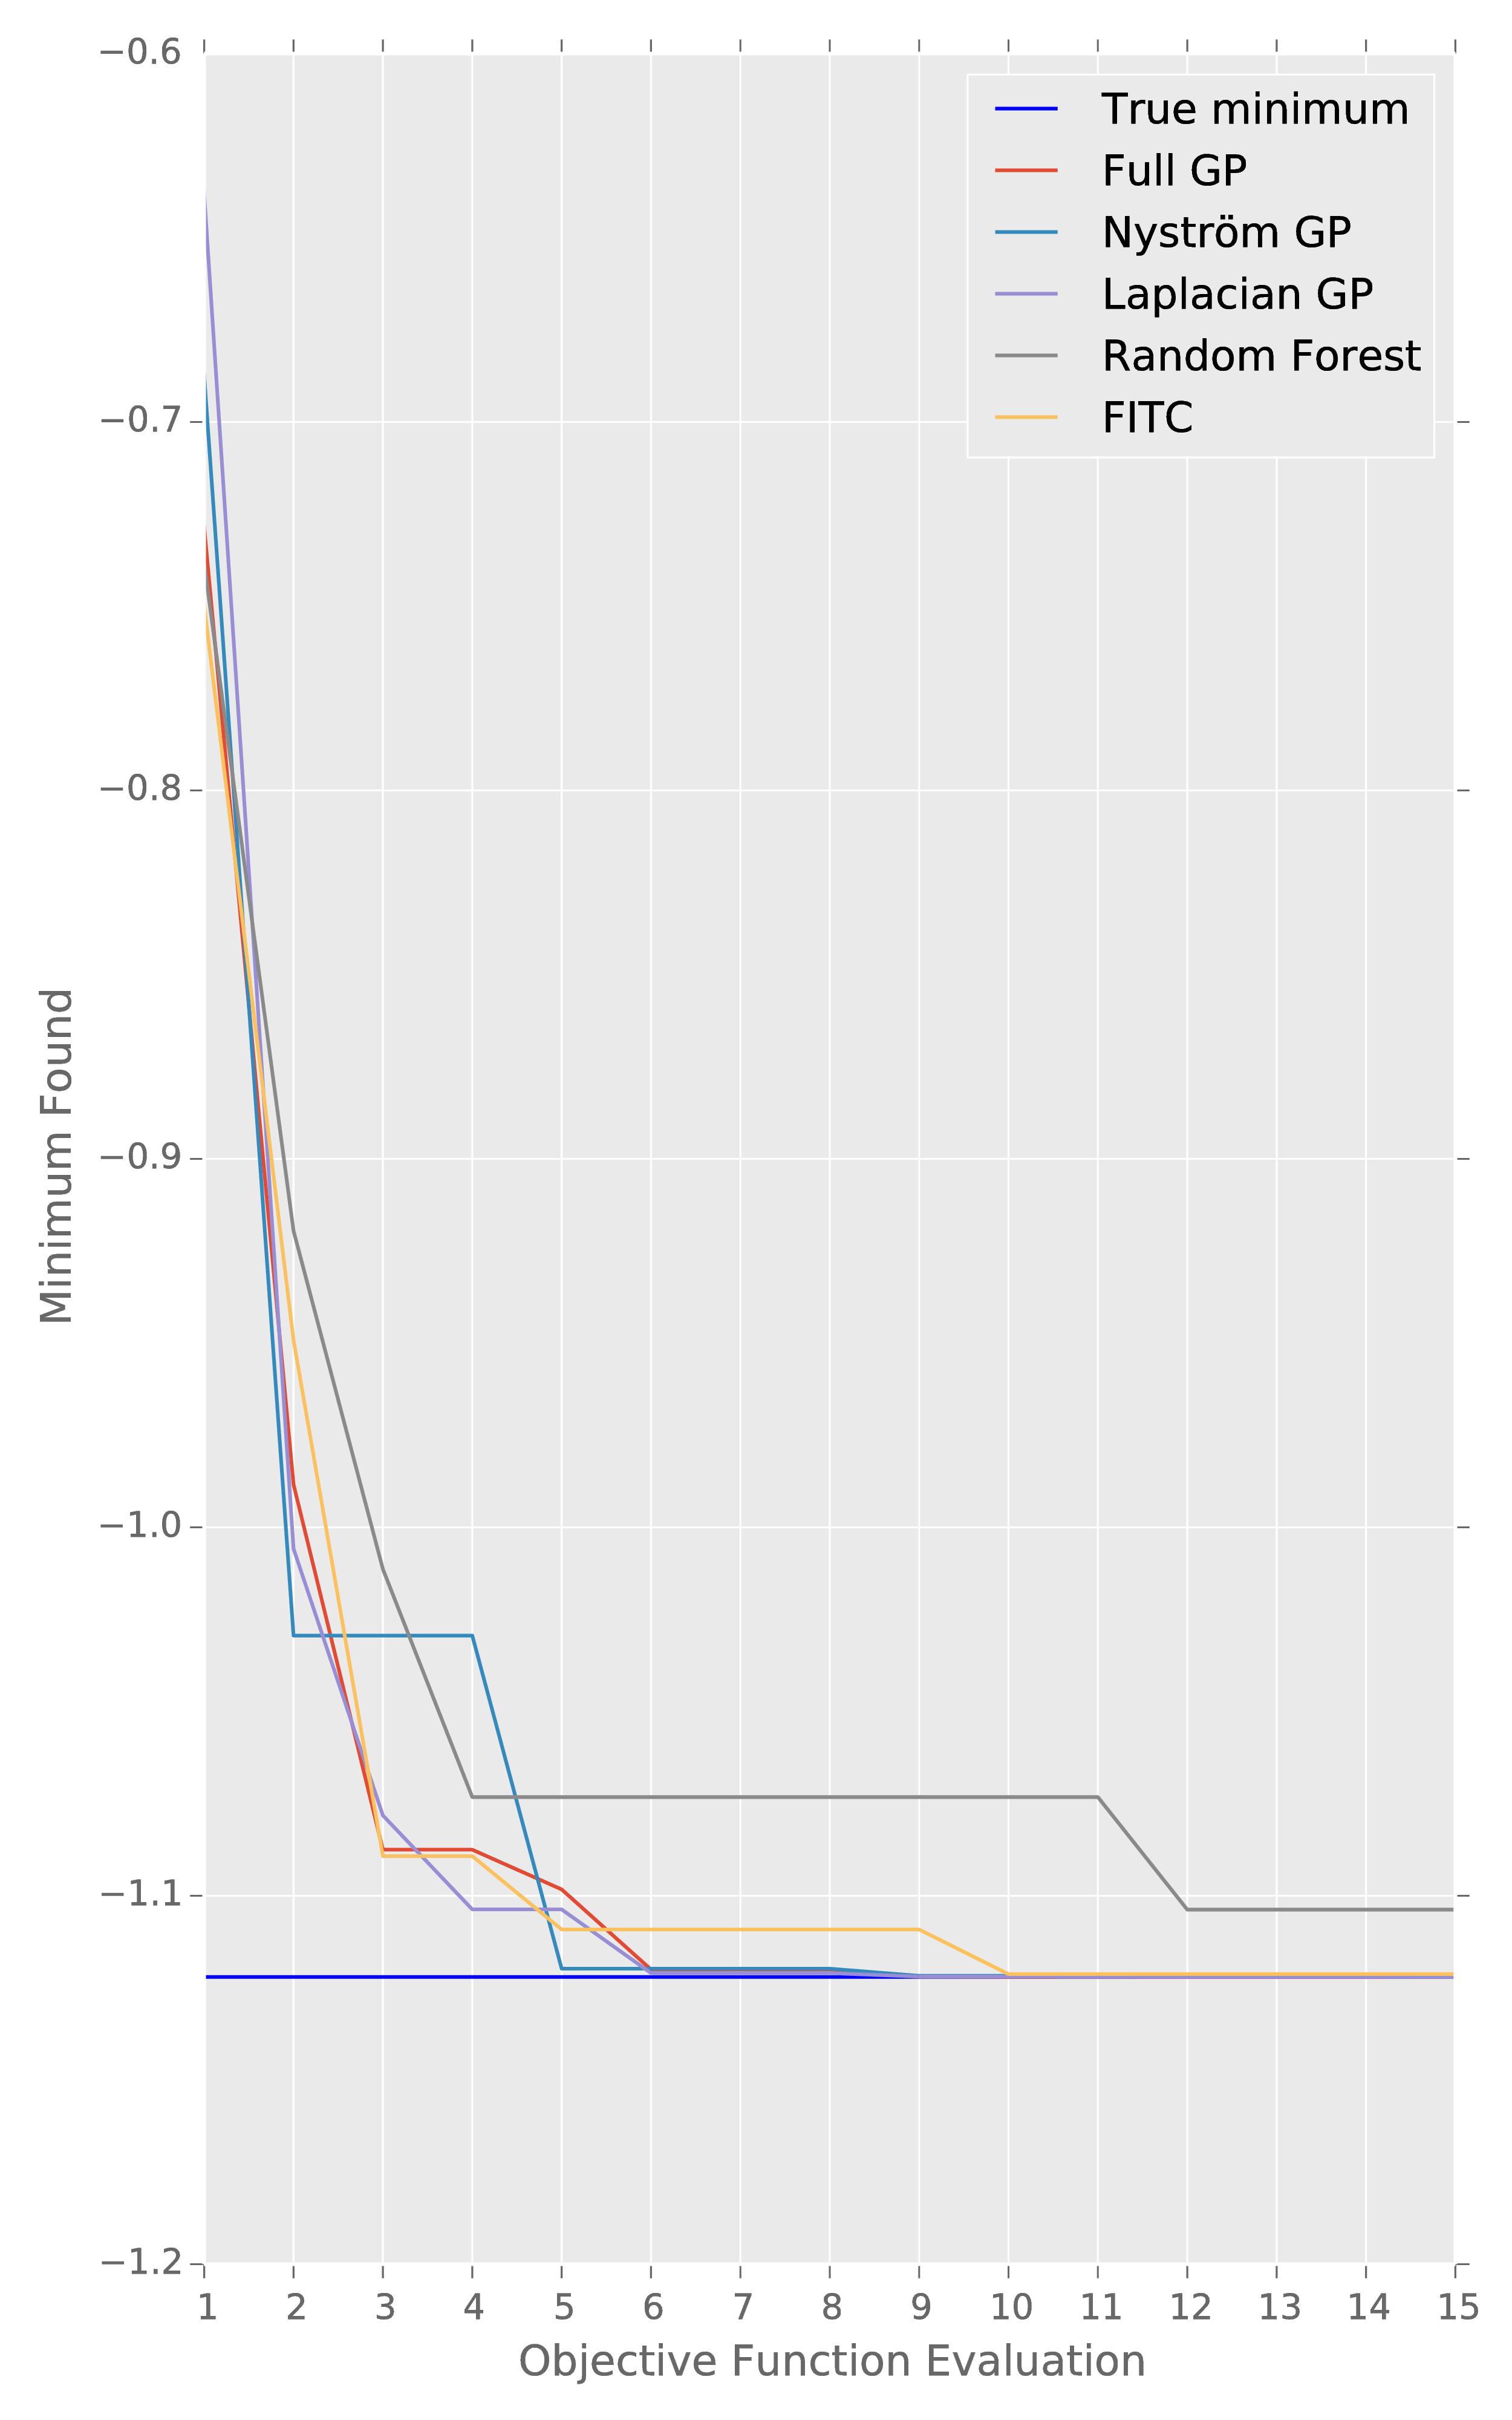 −0.6
−0.7
−0.8
−0.9
−1.0
−1.1
−1.2
Minimum Found
True minimum
Full GP
Nyström GP
Laplacian GP
Random Forest
FITC
1 2 3 4 5 6 7 8 9 10 11 12 13 14 15
Objective Function Evaluation